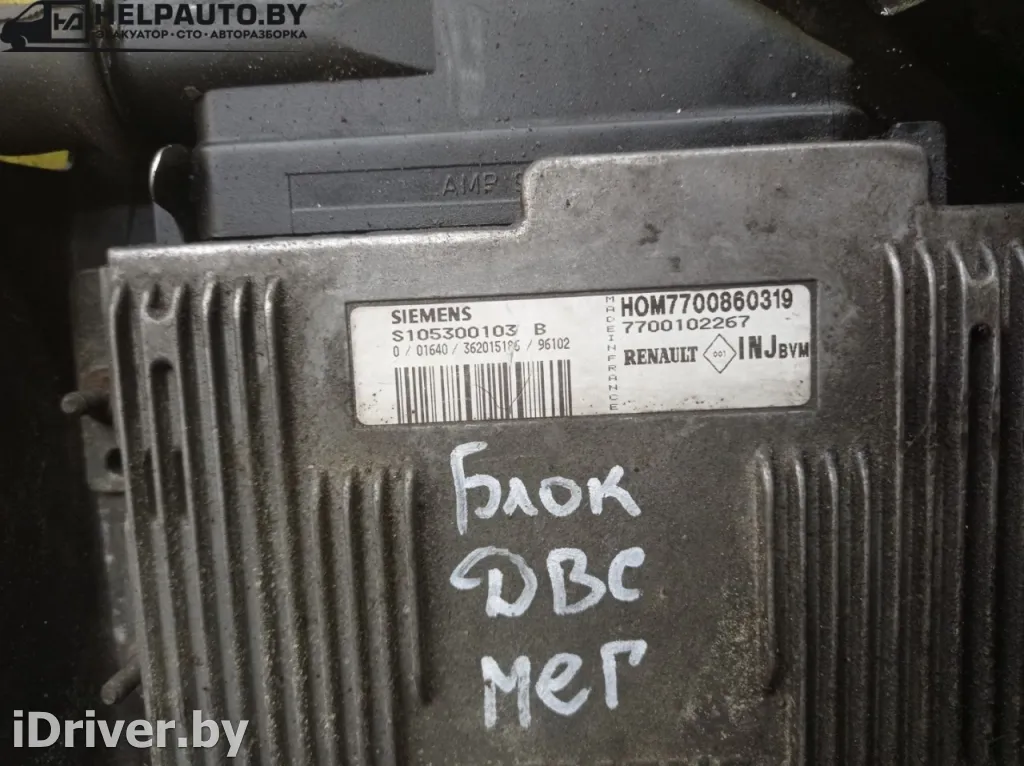 HELPAUTO.BY
ЭВАКУАТОР · СТО · АВТОРАЗБОРКА
AMP
SIEMENS
S105300103 B
0 / 01640 / 362015186 / 96102
MADE IN FRANCE
HOM7700860319
7700102267
RENAULT 001 INJ BVM
Блок
ДВС
мег
iDriver.by